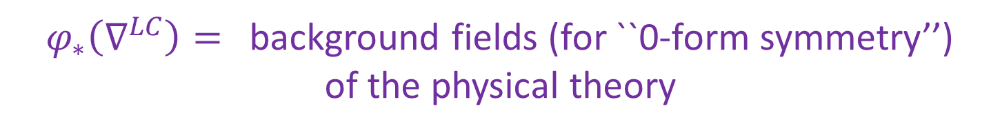 φ∗(∇^{LC}) = background fields (for ``0-form symmetry’’)
of the physical theory